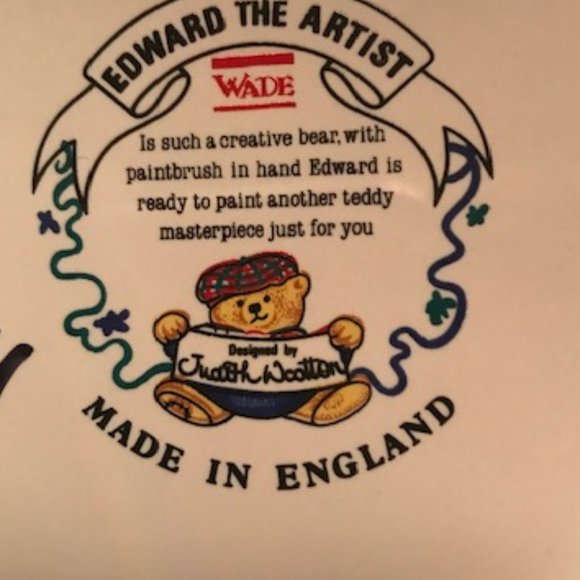 EDWARD THE ARTIST
WADE
Is such a creative bear, with
paintbrush in hand Edward is
ready to paint another teddy
masterpiece just for you
Designed by
Judith Wootton
MADE IN ENGLAND